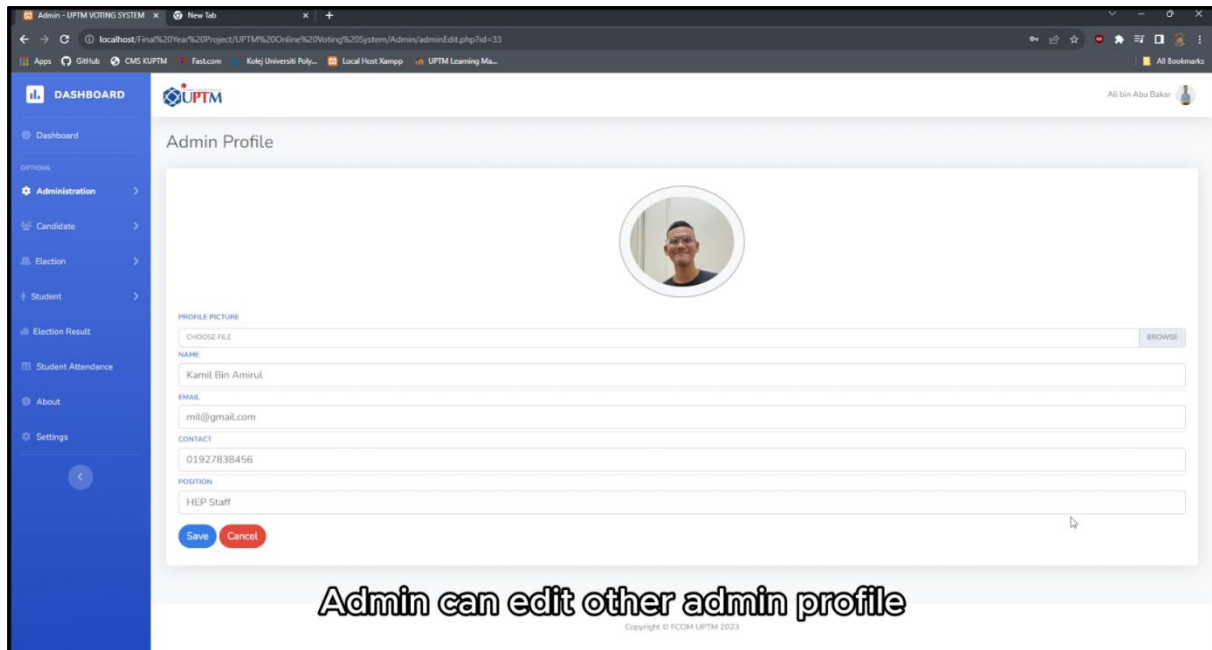 Admin - UPTM VOTING SYSTEM New Tab
localhost/Final%20Year%20Project/UPTM%20Online%20Voting%20System/Admin/adminEdit.php?id=33
Apps GitHub CMS KUPTM Fast.com Kolej Universiti Poly... Local Host Xampp UPTM Learning Ma... All Bookmarks
DASHBOARD
UPTM
Ali bin Abu Bakar
Dashboard
OPTIONS
Administration
Candidate
Election
Student
Election Result
Student Attendance
About
Settings
Admin Profile
PROFILE PICTURE
CHOOSE FILE BROWSE
NAME
Kamil Bin Amirul
EMAIL
mil@gmail.com
CONTACT
01927838456
POSITION
HEP Staff
Save Cancel
Admin can edit other admin profile
Copyright © FCOM UPTM 2023